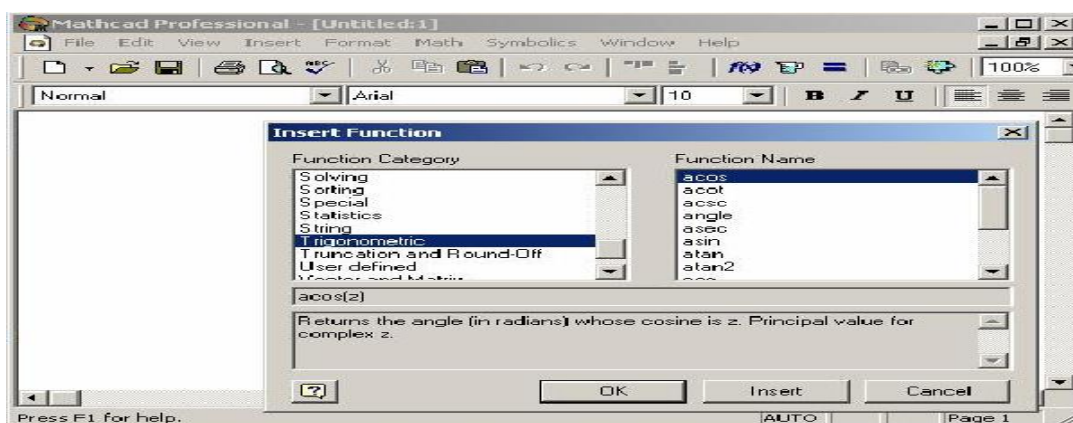 Mathcad Professional - [Untitled:1]
File Edit View Insert Format Math Symbolics Window Help
100%
Normal Arial 10 B I U
Insert Function
Function Category Function Name
Solving
Sorting
Special
Statistics
String
Trigonometric
Truncation and Round-Off
User defined
Vector and Matrix
acos
acot
acsc
angle
asec
asin
atan
atan2
acos(z)
Returns the angle (in radians) whose cosine is z. Principal value for
complex z.
OK Insert Cancel
Press F1 for help. AUTO Page 1